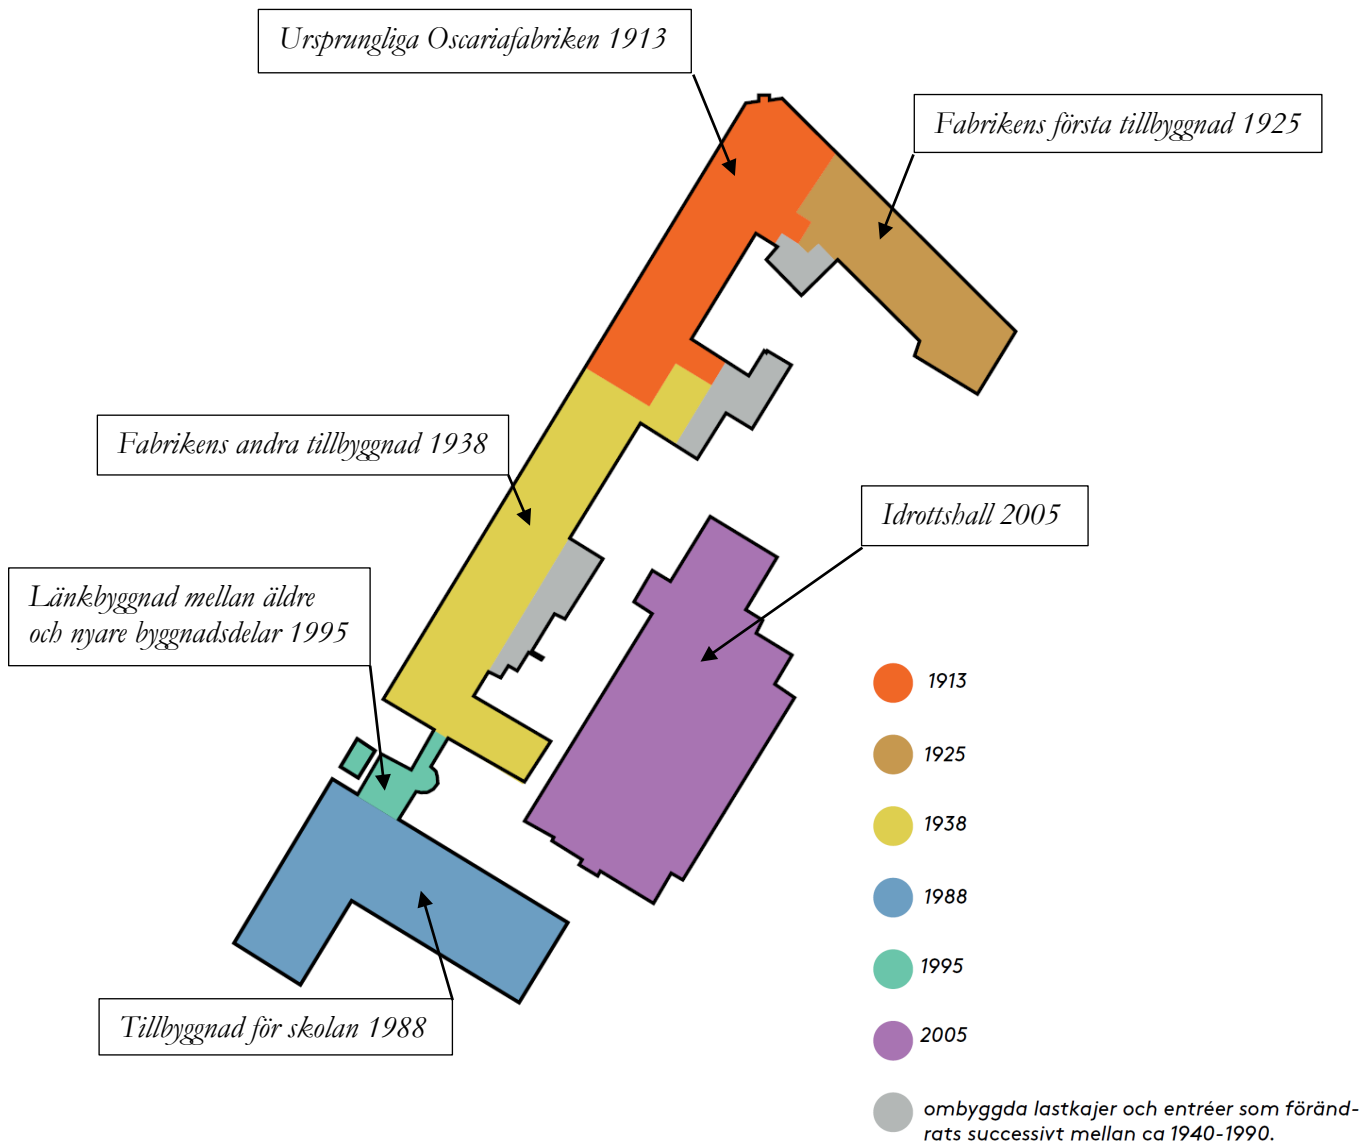 Ursprungliga Oscariafabriken 1913
Fabrikens första tillbyggnad 1925
Fabrikens andra tillbyggnad 1938
Idrottshall 2005
Länkbyggnad mellan äldre
och nyare byggnadsdelar 1995
Tillbyggnad för skolan 1988
1913
1925
1938
1988
1995
2005
ombyggda lastkajer och entréer som föränd-
rats successivt mellan ca 1940-1990.